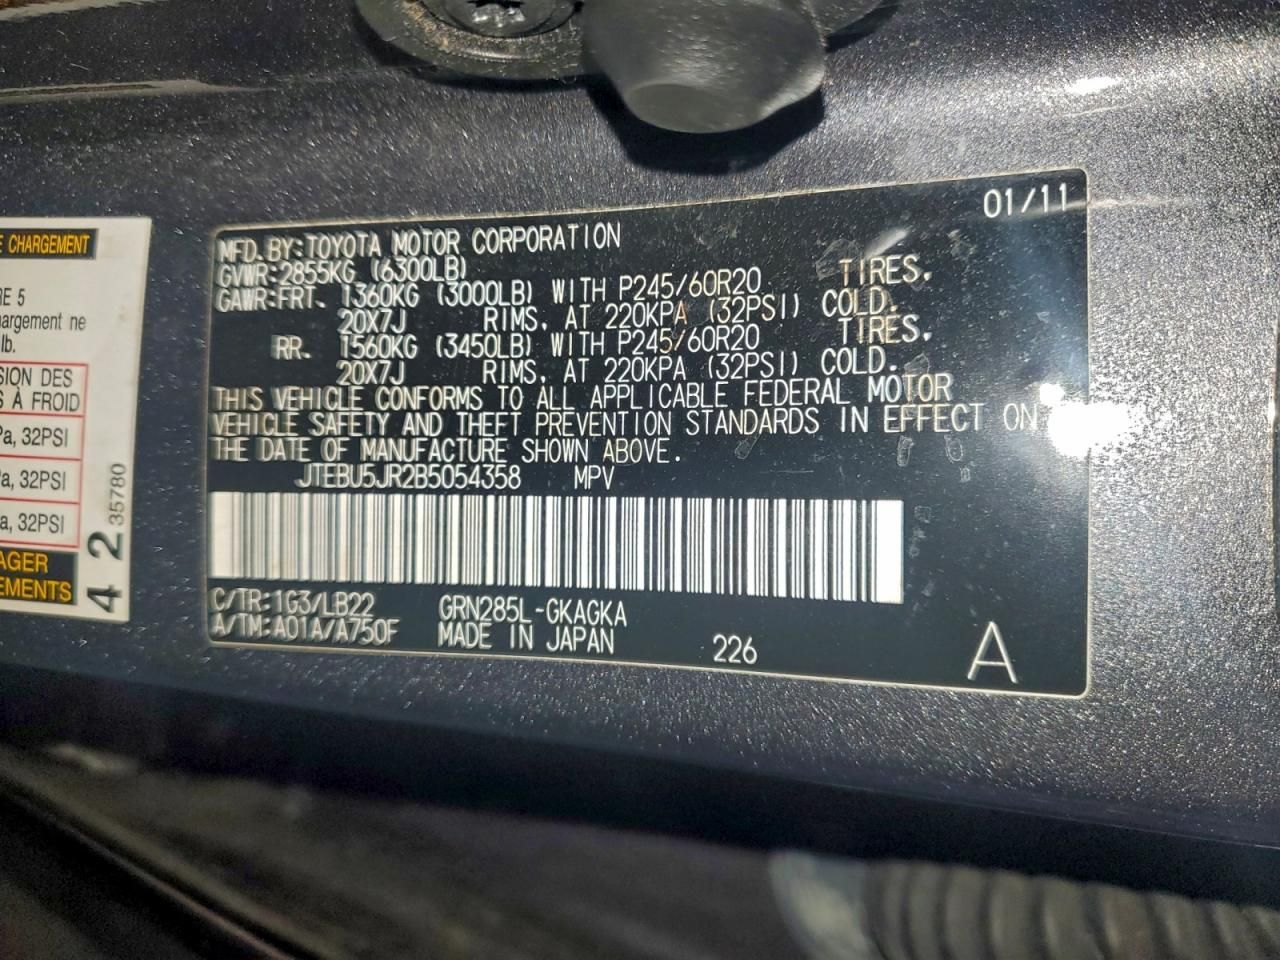 01/11
MFD.BY:TOYOTA MOTOR CORPORATION
GVWR:2855KG (6300LB)
GAWR:FRT. 1360KG (3000LB) WITH P245/60R20 TIRES,
20X7J RIMS, AT 220KPA (32PSI) COLD.
RR. 1560KG (3450LB) WITH P245/60R20 TIRES,
20X7J RIMS, AT 220KPA (32PSI) COLD.
THIS VEHICLE CONFORMS TO ALL APPLICABLE FEDERAL MOTOR
VEHICLE SAFETY AND THEFT PREVENTION STANDARDS IN EFFECT ON
THE DATE OF MANUFACTURE SHOWN ABOVE.
JTEBU5JR2B5054358 MPV
C/TR:1G3/LB22 GRN285L-GKAGKA
A/TM:A01A/A750F MADE IN JAPAN 226 A
E CHARGEMENT
RE 5
argement ne
lb.
SION DES
S À FROID
Pa, 32PSI
Pa, 32PSI
a, 32PSI
AGER
EMENTS
42
35780